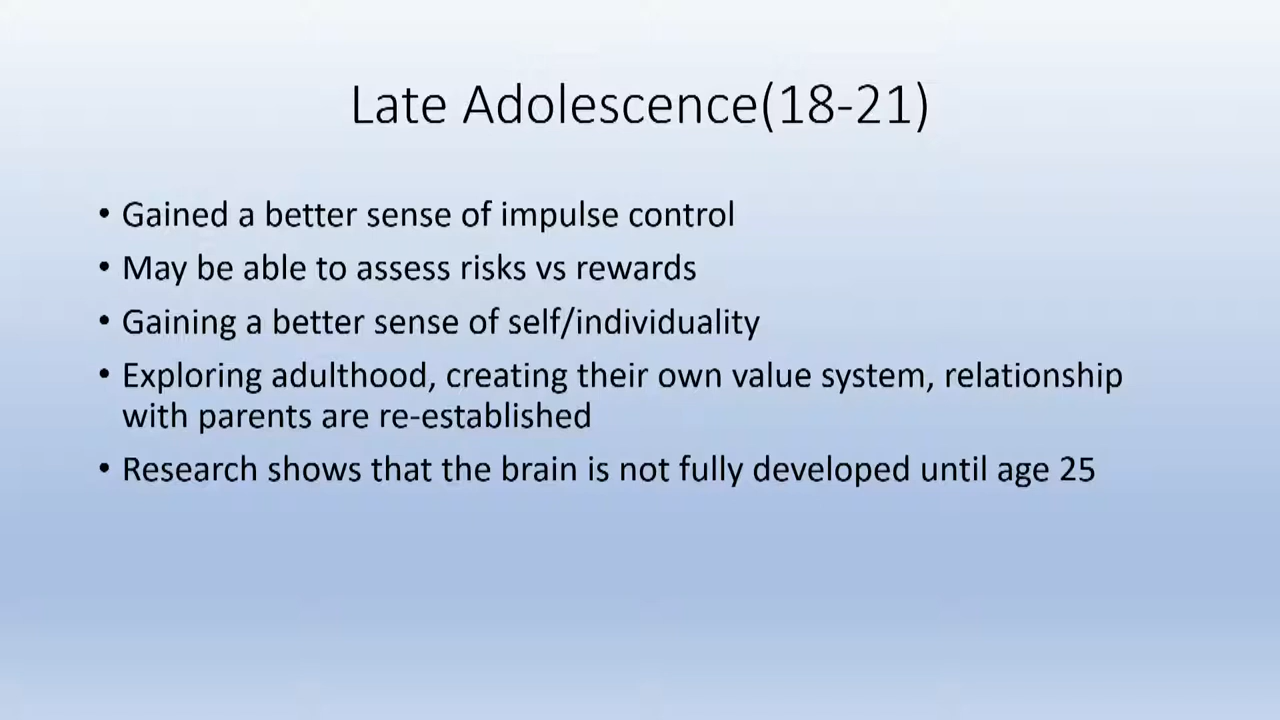 Late Adolescence(18-21)
• Gained a better sense of impulse control
• May be able to assess risks vs rewards
• Gaining a better sense of self/individuality
• Exploring adulthood, creating their own value system, relationship
with parents are re-established
• Research shows that the brain is not fully developed until age 25